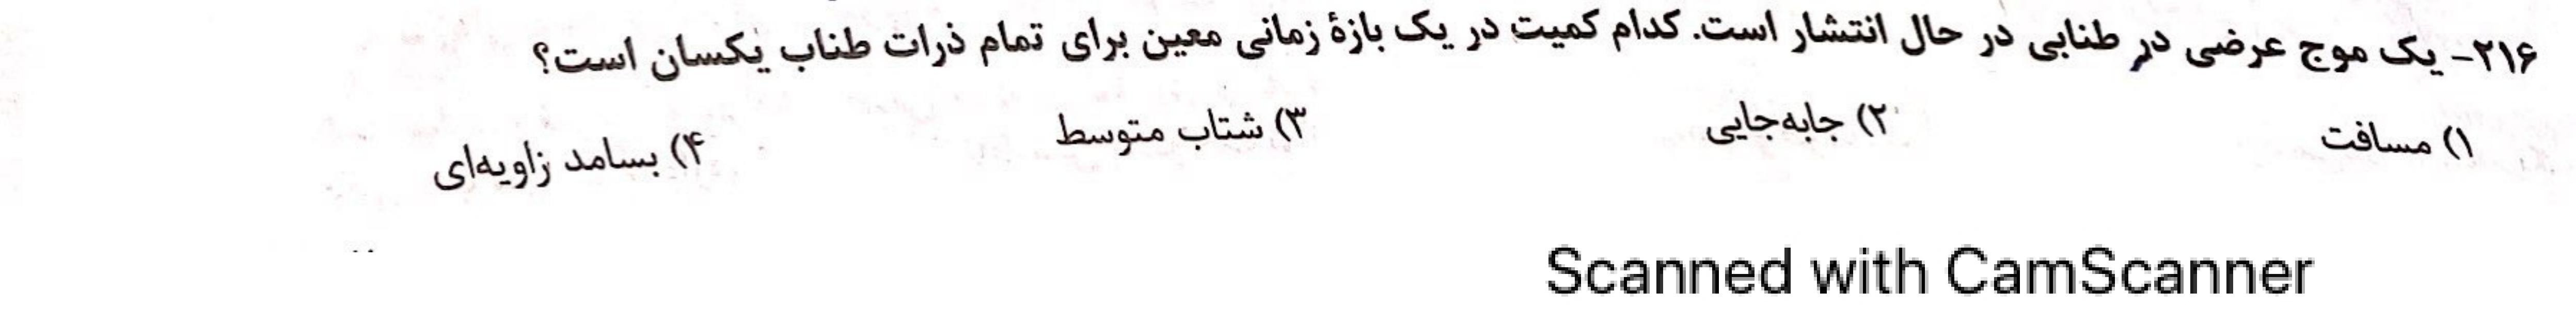 ۲۱۶- یک موج عرضی در طنابی در حال انتشار است. کدام کمیت در یک بازهٔ زمانی معین برای تمام ذرات طناب یکسان است؟
۱) مسافت ۲) جابه‌جایی ۳) شتاب متوسط ۴) بسامد زاویه‌ای
Scanned with CamScanner